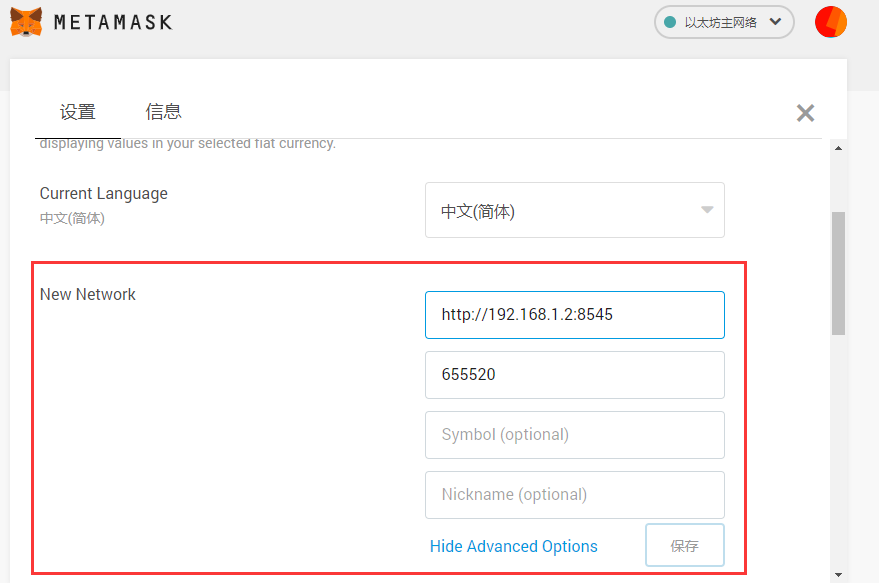 METAMASK
以太坊主网络
设置
信息
displaying values in your selected fiat currency.
Current Language
中文(简体)
中文(简体)
New Network
http://192.168.1.2:8545
655520
Symbol (optional)
Nickname (optional)
Hide Advanced Options
保存